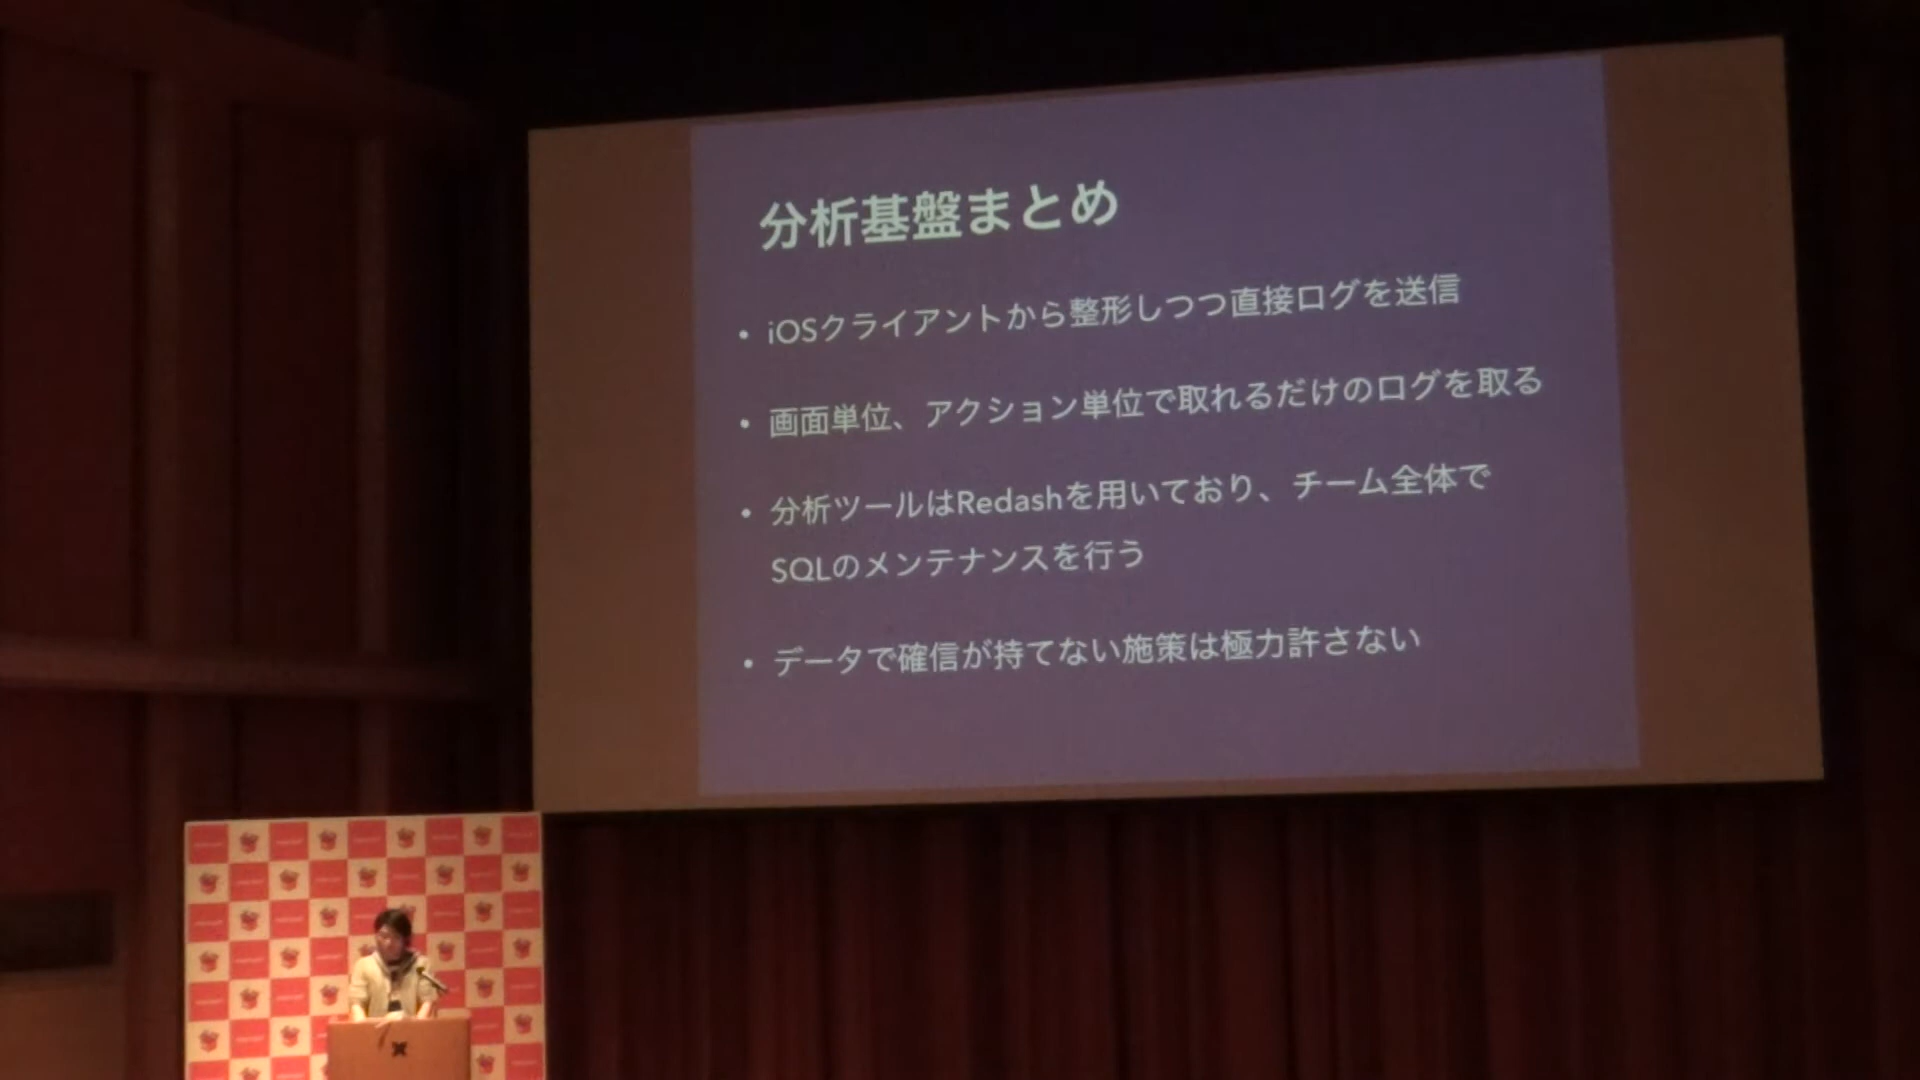 分析基盤まとめ
• iOSクライアントから整形しつつ直接ログを送信
• 画面単位、アクション単位で取れるだけのログを取る
• 分析ツールはRedashを用いており、チーム全体で
SQLのメンテナンスを行う
• データで確信が持てない施策は極力許さない